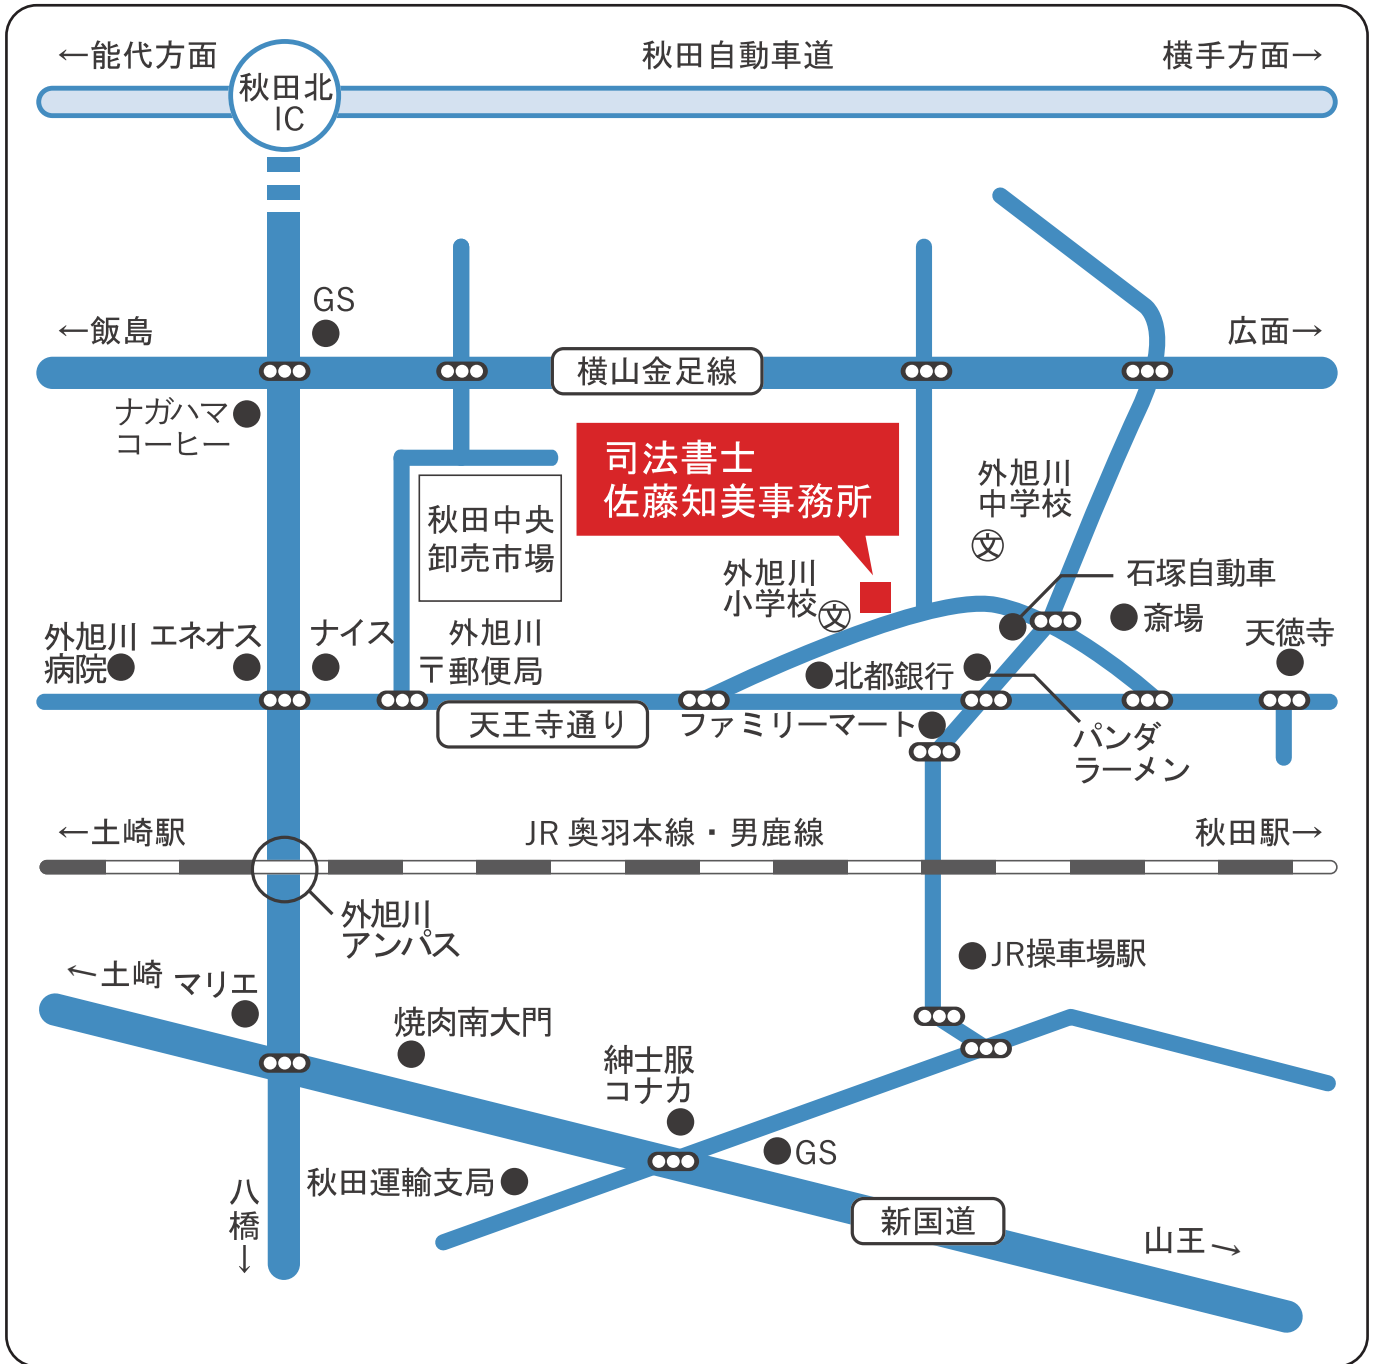 ←能代方面
秋田自動車道
横手方面→
秋田北
IC
GS
←飯島
横山金足線
広面→
ナガハマ
コーヒー
司法書士
佐藤知美事務所
秋田中央
卸売市場
外旭川
中学校
文
外旭川
小学校
文
石塚自動車
斎場
天徳寺
外旭川
病院
エネオス
ナイス
外旭川
〒郵便局
北都銀行
天王寺通り
ファミリーマート
パンダ
ラーメン
←土崎駅
JR 奥羽本線・男鹿線
秋田駅→
外旭川
アンパス
←土崎
マリエ
JR操車場駅
焼肉南大門
紳士服
コナカ
GS
秋田運輸支局
八橋↓
新国道
山王→